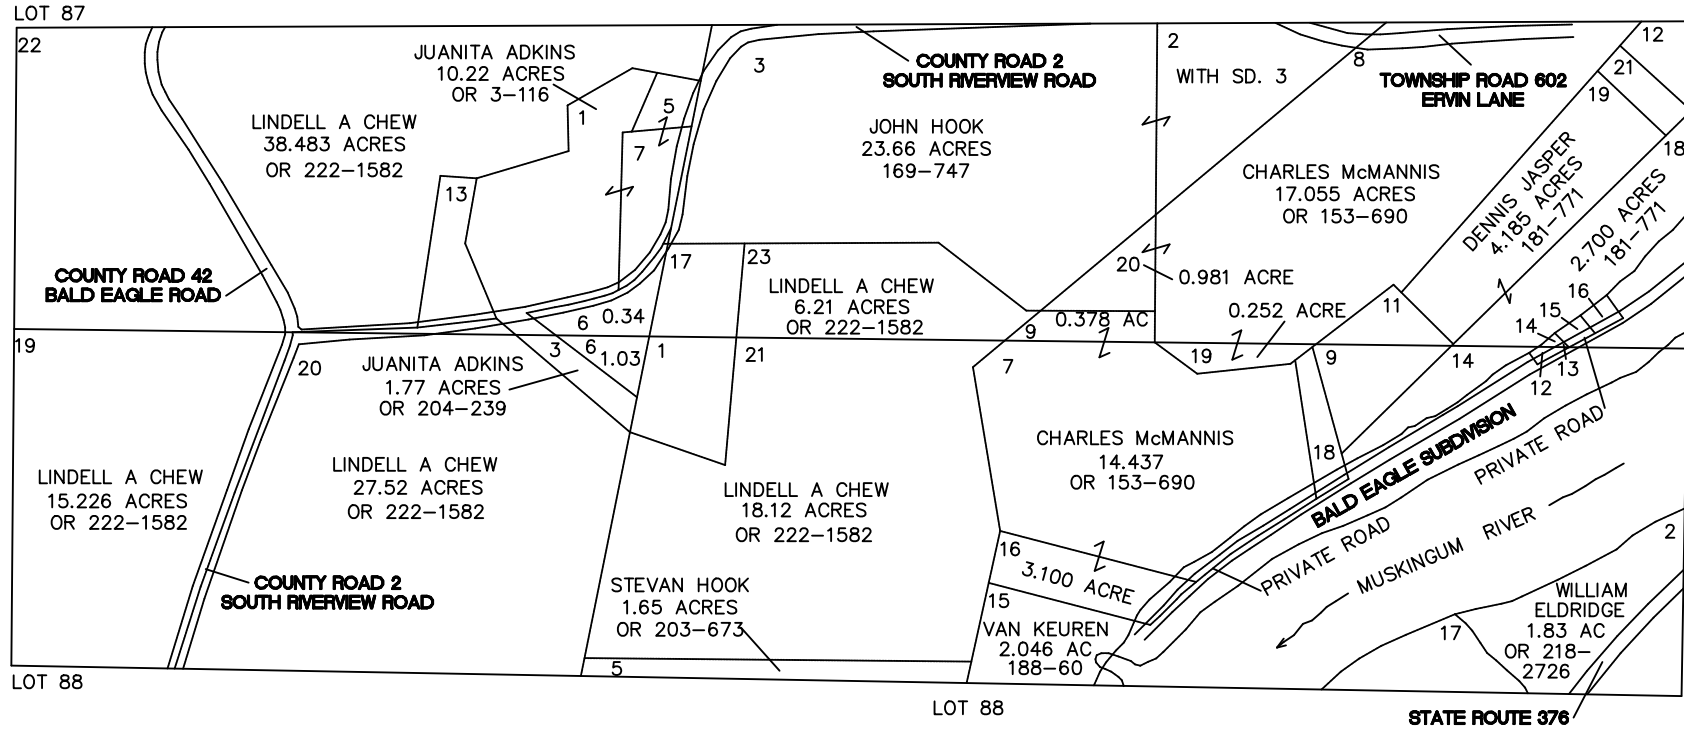 LOT 87
22
JUANITA ADKINS
10.22 ACRES
OR 3-116
1
5
7
13
LINDELL A CHEW
38.483 ACRES
OR 222-1582
3
COUNTY ROAD 2
SOUTH RIVERVIEW ROAD
JOHN HOOK
23.66 ACRES
169-747
2
WITH SD. 3
8
TOWNSHIP ROAD 602
ERVIN LANE
12
21
19
18
CHARLES McMANNIS
17.055 ACRES
OR 153-690
DENNIS JASPER
4.185 ACRES
181-771
2.700 ACRES
181-771
COUNTY ROAD 42
BALD EAGLE ROAD
17
23
LINDELL A CHEW
6.21 ACRES
OR 222-1582
20
0.981 ACRE
0.252 ACRE
11
16
15
14
6
0.34
9
0.378 AC
19
20
JUANITA ADKINS
1.77 ACRES
OR 204-239
3
6
1.03
1
21
7
19
9
14
13
12
LINDELL A CHEW
15.226 ACRES
OR 222-1582
LINDELL A CHEW
27.52 ACRES
OR 222-1582
LINDELL A CHEW
18.12 ACRES
OR 222-1582
CHARLES McMANNIS
14.437
OR 153-690
18
BALD EAGLE SUBDIVISION
PRIVATE ROAD
PRIVATE ROAD
MUSKINGUM RIVER
2
16
3.100 ACRE
15
VAN KEUREN
2.046 AC
188-60
COUNTY ROAD 2
SOUTH RIVERVIEW ROAD
STEVAN HOOK
1.65 ACRES
OR 203-673
5
17
WILLIAM
ELDRIDGE
1.83 AC
OR 218-
2726
LOT 88
LOT 88
STATE ROUTE 376